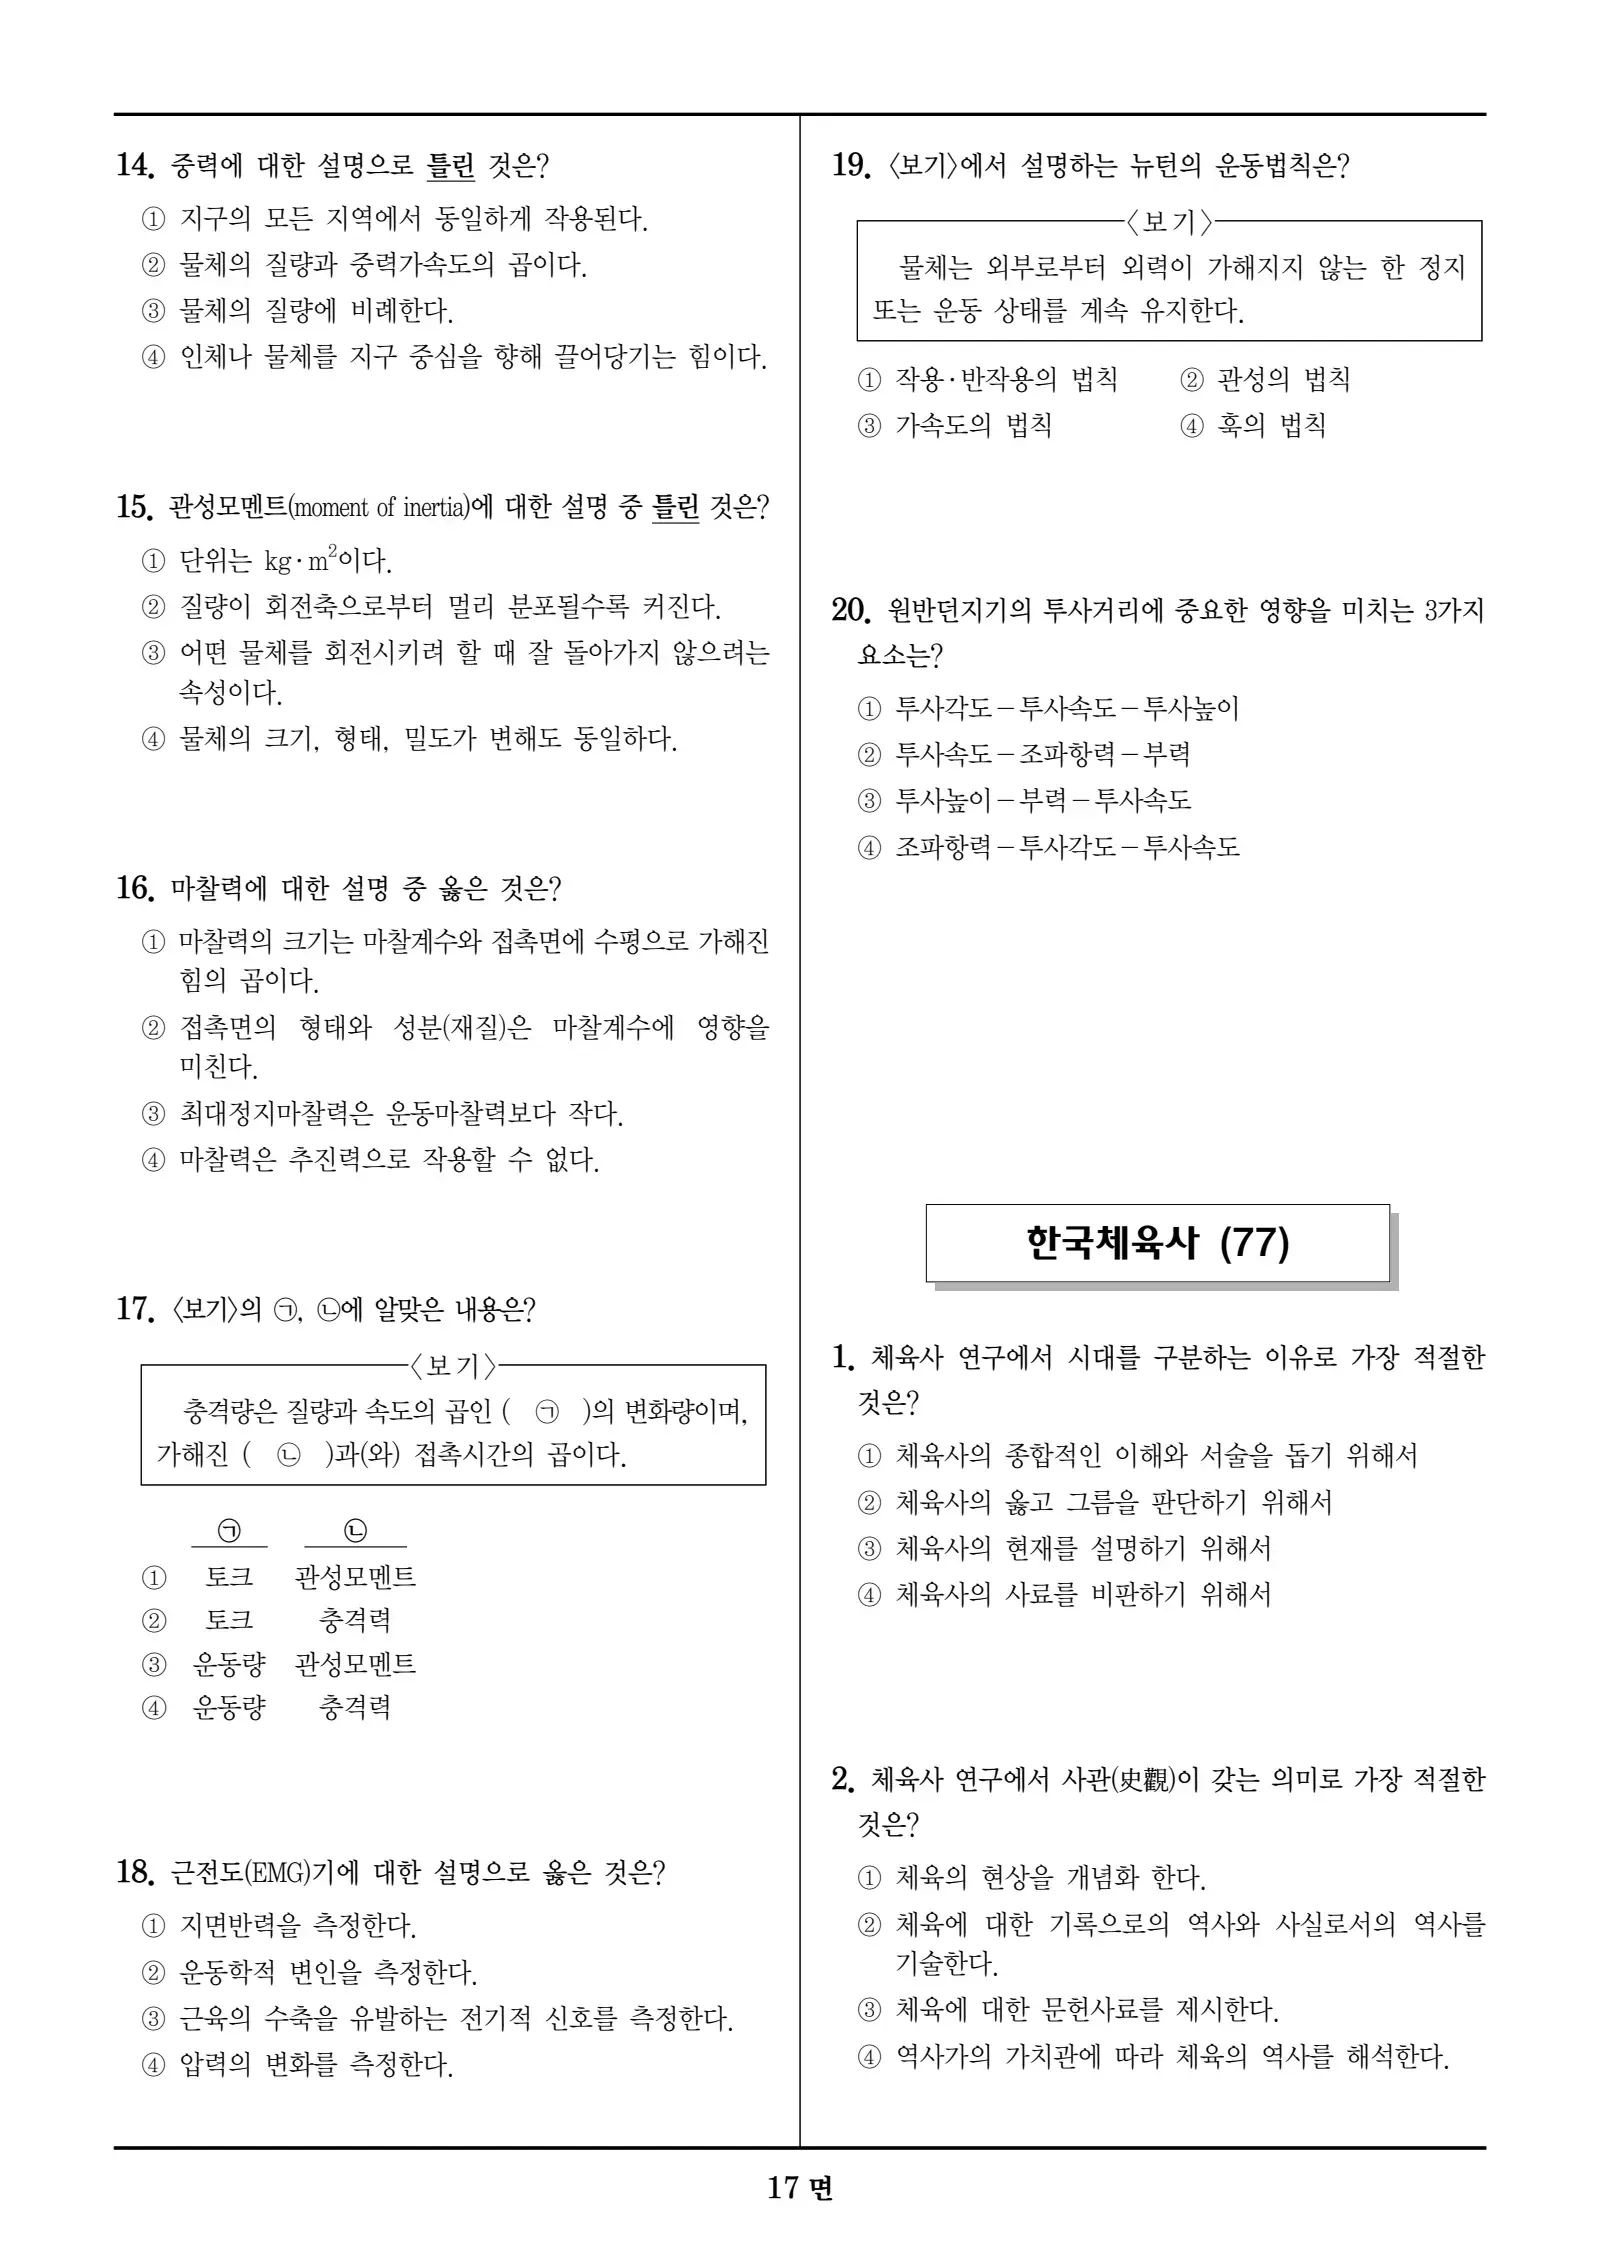 14. 중력에 대한 설명으로 틀린 것은?
① 지구의 모든 지역에서 동일하게 작용된다.
② 물체의 질량과 중력가속도의 곱이다.
③ 물체의 질량에 비례한다.
④ 인체나 물체를 지구 중심을 향해 끌어당기는 힘이다.
15. 관성모멘트(moment of inertia)에 대한 설명 중 틀린 것은?
① 단위는 kg·m²이다.
② 질량이 회전축으로부터 멀리 분포될수록 커진다.
③ 어떤 물체를 회전시키려 할 때 잘 돌아가지 않으려는
속성이다.
④ 물체의 크기, 형태, 밀도가 변해도 동일하다.
16. 마찰력에 대한 설명 중 옳은 것은?
① 마찰력의 크기는 마찰계수와 접촉면에 수평으로 가해진
힘의 곱이다.
② 접촉면의 형태와 성분(재질)은 마찰계수에 영향을
미친다.
③ 최대정지마찰력은 운동마찰력보다 작다.
④ 마찰력은 추진력으로 작용할 수 없다.
17. 〈보기〉의 ㉠, ㉡에 알맞은 내용은?
〈보기〉
충격량은 질량과 속도의 곱인 ( ㉠ )의 변화량이며,
가해진 ( ㉡ )과(와) 접촉시간의 곱이다.
㉠ ㉡
① 토크 관성모멘트
② 토크 충격력
③ 운동량 관성모멘트
④ 운동량 충격력
18. 근전도(EMG)기에 대한 설명으로 옳은 것은?
① 지면반력을 측정한다.
② 운동학적 변인을 측정한다.
③ 근육의 수축을 유발하는 전기적 신호를 측정한다.
④ 압력의 변화를 측정한다.
19. 〈보기〉에서 설명하는 뉴턴의 운동법칙은?
〈보기〉
물체는 외부로부터 외력이 가해지지 않는 한 정지
또는 운동 상태를 계속 유지한다.
① 작용·반작용의 법칙 ② 관성의 법칙
③ 가속도의 법칙 ④ 훅의 법칙
20. 원반던지기의 투사거리에 중요한 영향을 미치는 3가지
요소는?
① 투사각도－투사속도－투사높이
② 투사속도－조파항력－부력
③ 투사높이－부력－투사속도
④ 조파항력－투사각도－투사속도
한국체육사 (77)
1. 체육사 연구에서 시대를 구분하는 이유로 가장 적절한
것은?
① 체육사의 종합적인 이해와 서술을 돕기 위해서
② 체육사의 옳고 그름을 판단하기 위해서
③ 체육사의 현재를 설명하기 위해서
④ 체육사의 사료를 비판하기 위해서
2. 체육사 연구에서 사관(史觀)이 갖는 의미로 가장 적절한
것은?
① 체육의 현상을 개념화 한다.
② 체육에 대한 기록으로의 역사와 사실로서의 역사를
기술한다.
③ 체육에 대한 문헌사료를 제시한다.
④ 역사가의 가치관에 따라 체육의 역사를 해석한다.
17 면